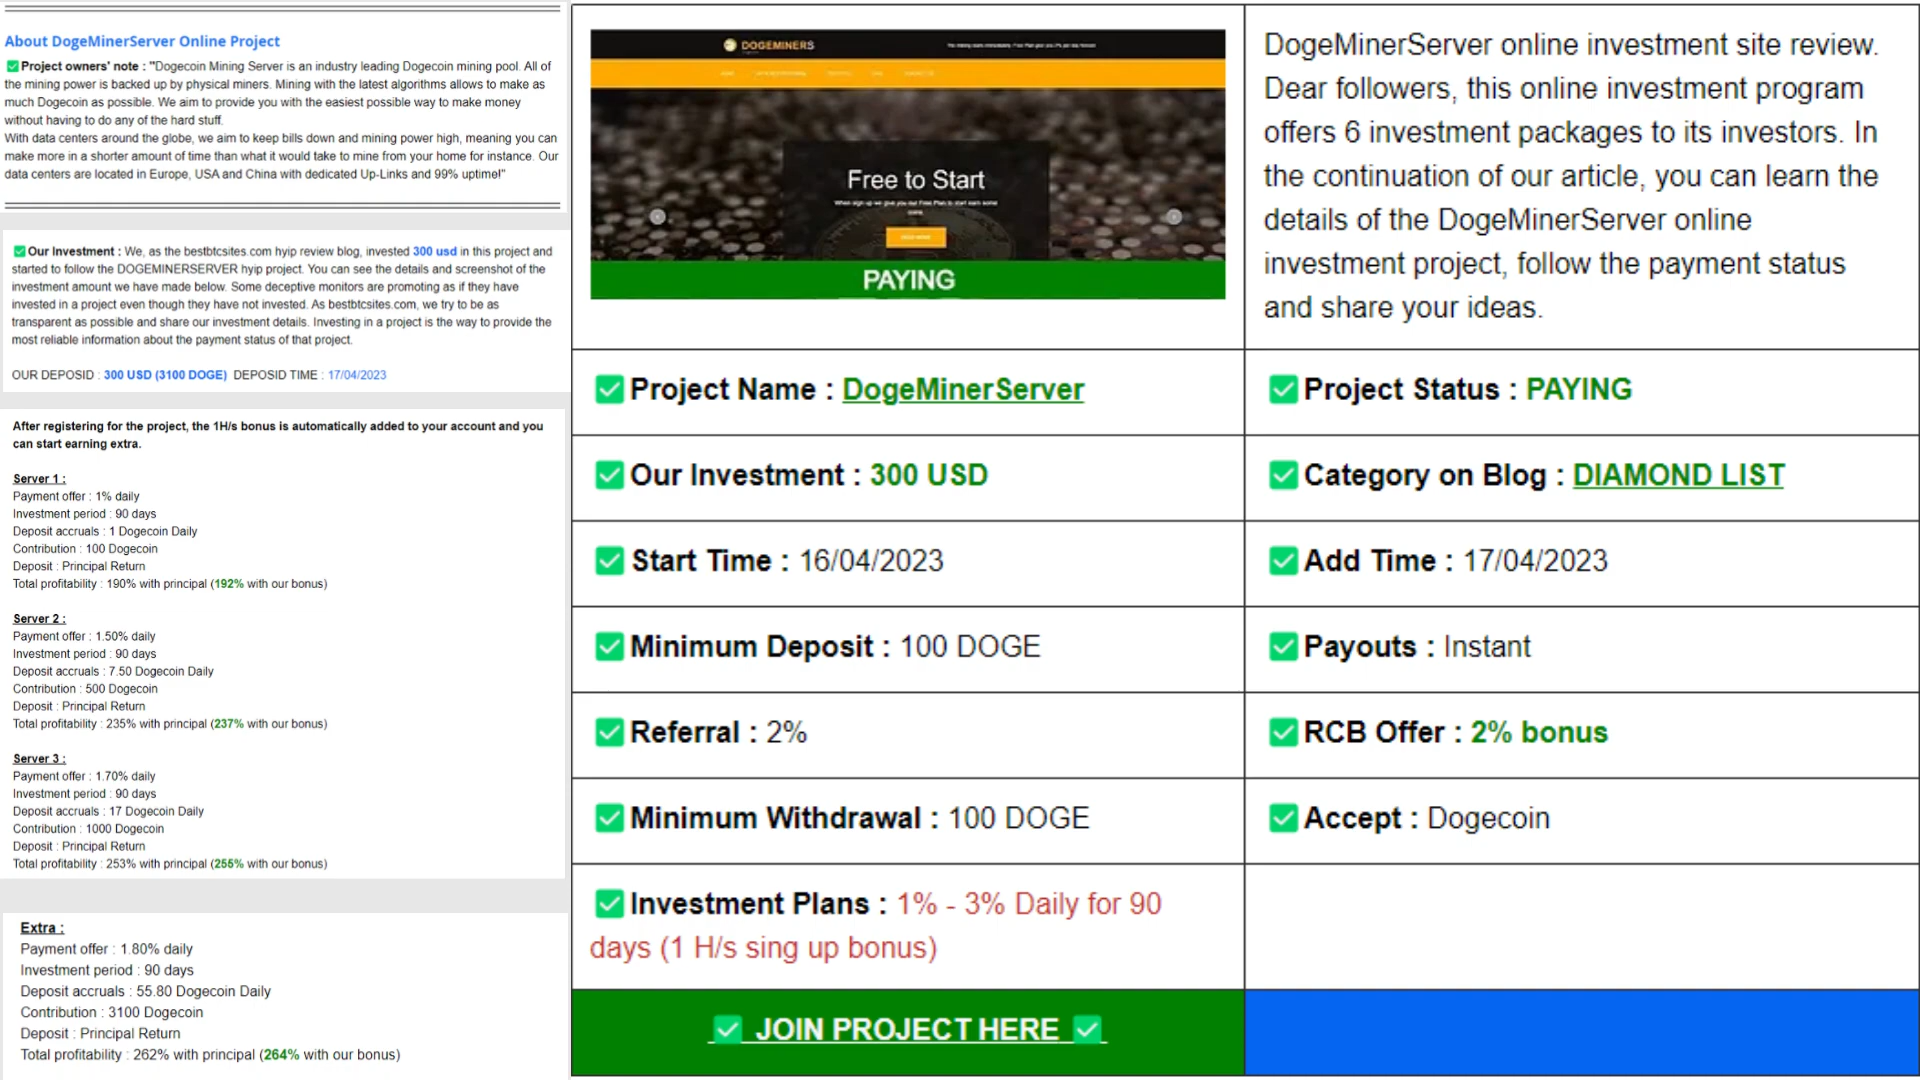 About DogeMinerServer Online Project
✅Project owners' note : "Dogecoin Mining Server is an industry leading Dogecoin mining pool. All of
the mining power is backed up by physical miners. Mining with the latest algorithms allows to make as
much Dogecoin as possible. We aim to provide you with the easiest possible way to make money
without having to do any of the hard stuff.
With data centers around the globe, we aim to keep bills down and mining power high, meaning you can
make more in a shorter amount of time than what it would take to mine from your home for instance. Our
data centers are located in Europe, USA and China with dedicated Up-Links and 99% uptime!"
✅Our Investment : We, as the bestbtcsites.com hyip review blog, invested 300 usd in this project and
started to follow the DOGEMINERSERVER hyip project. You can see the details and screenshot of the
investment amount we have made below. Some deceptive monitors are promoting as if they have
invested in a project even though they have not invested. As bestbtcsites.com, we try to be as
transparent as possible and share our investment details. Investing in a project is the way to provide the
most reliable information about the payment status of that project.
OUR DEPOSID : 300 USD (3100 DOGE) DEPOSID TIME : 17/04/2023
After registering for the project, the 1H/s bonus is automatically added to your account and you
can start earning extra.
Server 1 :
Payment offer : 1% daily
Investment period : 90 days
Deposit accruals : 1 Dogecoin Daily
Contribution : 100 Dogecoin
Deposit : Principal Return
Total profitability : 190% with principal (192% with our bonus)
Server 2 :
Payment offer : 1.50% daily
Investment period : 90 days
Deposit accruals : 7.50 Dogecoin Daily
Contribution : 500 Dogecoin
Deposit : Principal Return
Total profitability : 235% with principal (237% with our bonus)
Server 3 :
Payment offer : 1.70% daily
Investment period : 90 days
Deposit accruals : 17 Dogecoin Daily
Contribution : 1000 Dogecoin
Deposit : Principal Return
Total profitability : 253% with principal (255% with our bonus)
Extra :
Payment offer : 1.80% daily
Investment period : 90 days
Deposit accruals : 55.80 Dogecoin Daily
Contribution : 3100 Dogecoin
Deposit : Principal Return
Total profitability : 262% with principal (264% with our bonus)
DOGEMINERS
Free to Start
When sign up we give you our Free Plan to start earn some
coins
PAYING
DogeMinerServer online investment site review.
Dear followers, this online investment program
offers 6 investment packages to its investors. In
the continuation of our article, you can learn the
details of the DogeMinerServer online
investment project, follow the payment status
and share your ideas.
✅Project Name : DogeMinerServer
✅Project Status : PAYING
✅Our Investment : 300 USD
✅Category on Blog : DIAMOND LIST
✅Start Time : 16/04/2023
✅Add Time : 17/04/2023
✅Minimum Deposit : 100 DOGE
✅Payouts : Instant
✅Referral : 2%
✅RCB Offer : 2% bonus
✅Minimum Withdrawal : 100 DOGE
✅Accept : Dogecoin
✅Investment Plans : 1% - 3% Daily for 90
days (1 H/s sing up bonus)
✅ JOIN PROJECT HERE ✅